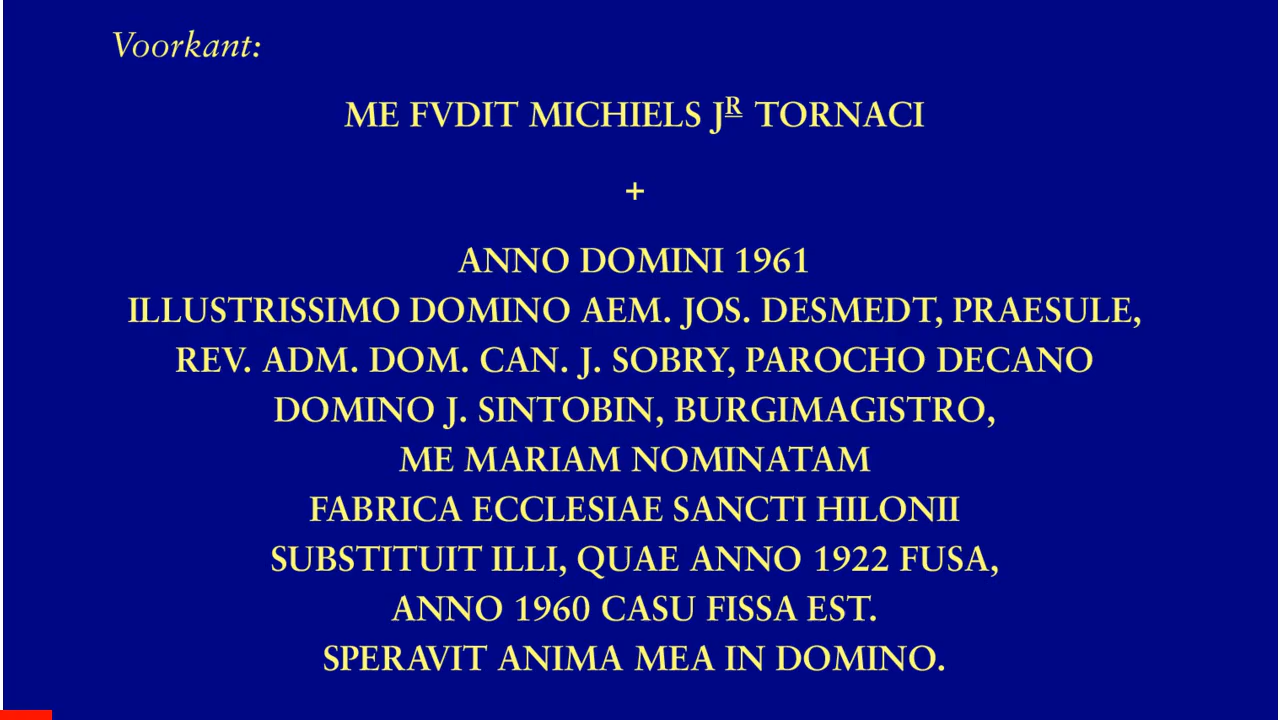 Voorkant:
ME FVDIT MICHIELS JR TORNACI
+
ANNO DOMINI 1961
ILLUSTRISSIMO DOMINO AEM. JOS. DESMEDT, PRAESULE,
REV. ADM. DOM. CAN. J. SOBRY, PAROCHO DECANO
DOMINO J. SINTOBIN, BURGIMAGISTRO,
ME MARIAM NOMINATAM
FABRICA ECCLESIAE SANCTI HILONII
SUBSTITUIT ILLI, QUAE ANNO 1922 FUSA,
ANNO 1960 CASU FISSA EST.
SPERAVIT ANIMA MEA IN DOMINO.